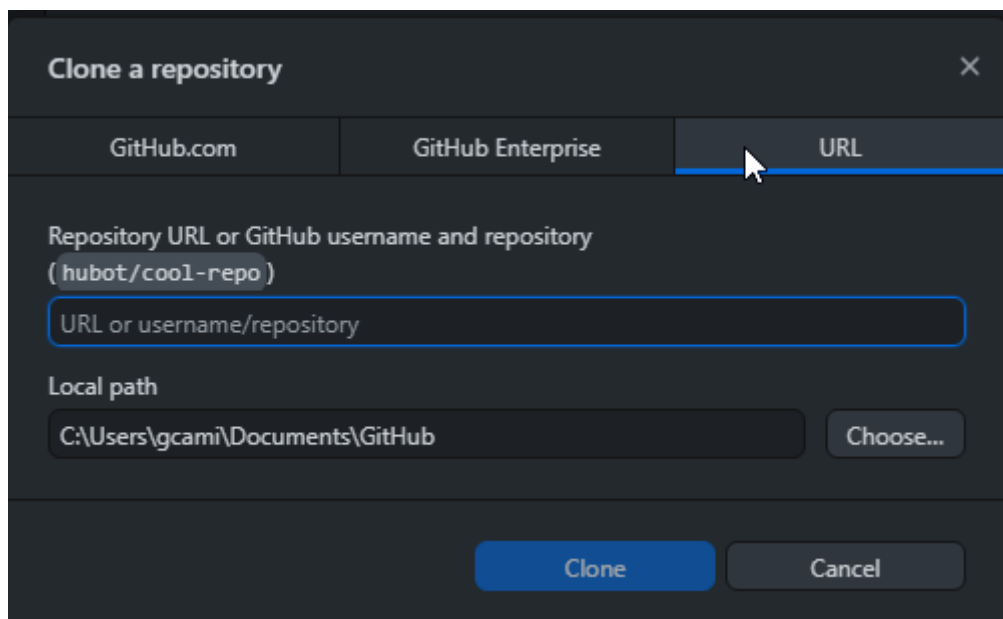 Clone a repository
GitHub.com
GitHub Enterprise
URL
Repository URL or GitHub username and repository
(hubot/cool-repo)
URL or username/repository
Local path
C:\Users\gcami\Documents\GitHub
Choose...
Clone
Cancel